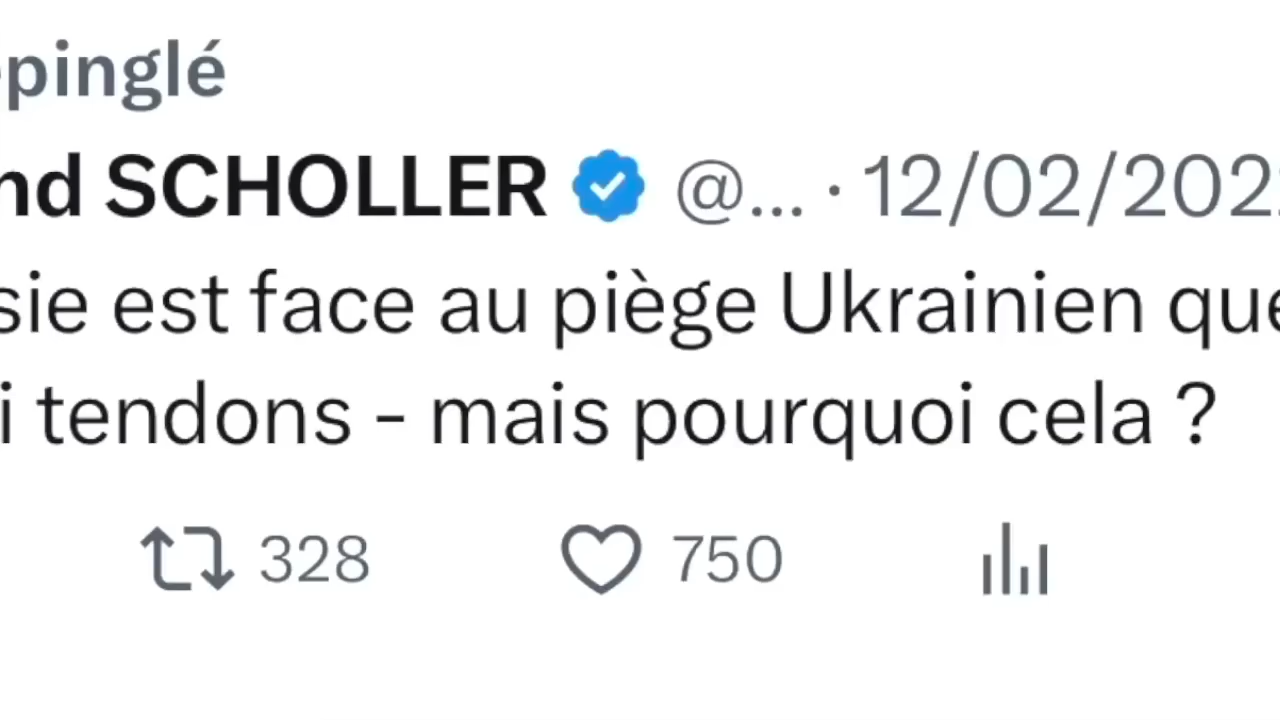 épinglé
nd SCHOLLER @... · 12/02/202
sie est face au piège Ukrainien que
i tendons - mais pourquoi cela ?
328 750